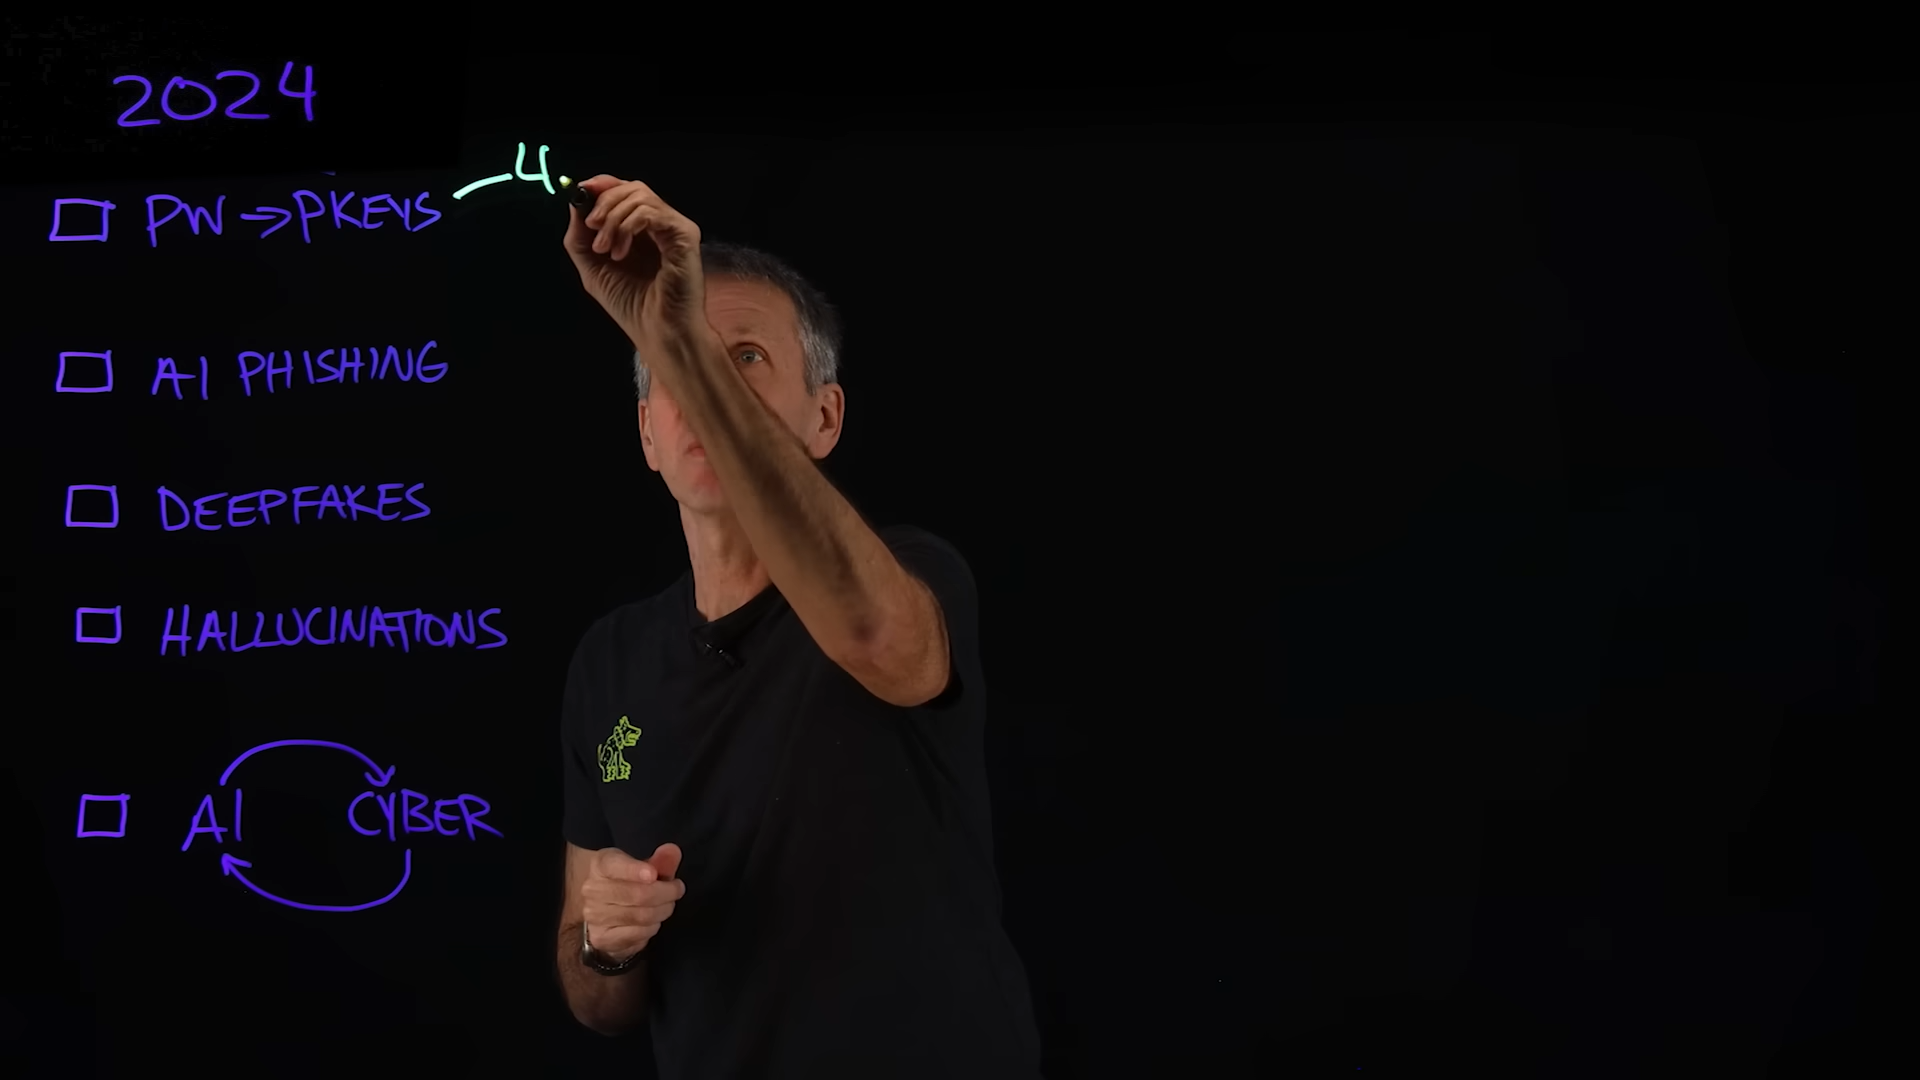 2024
PW → PKEYS — 4.
AI PHISHING
DEEPFAKES
HALLUCINATIONS
AI CYBER